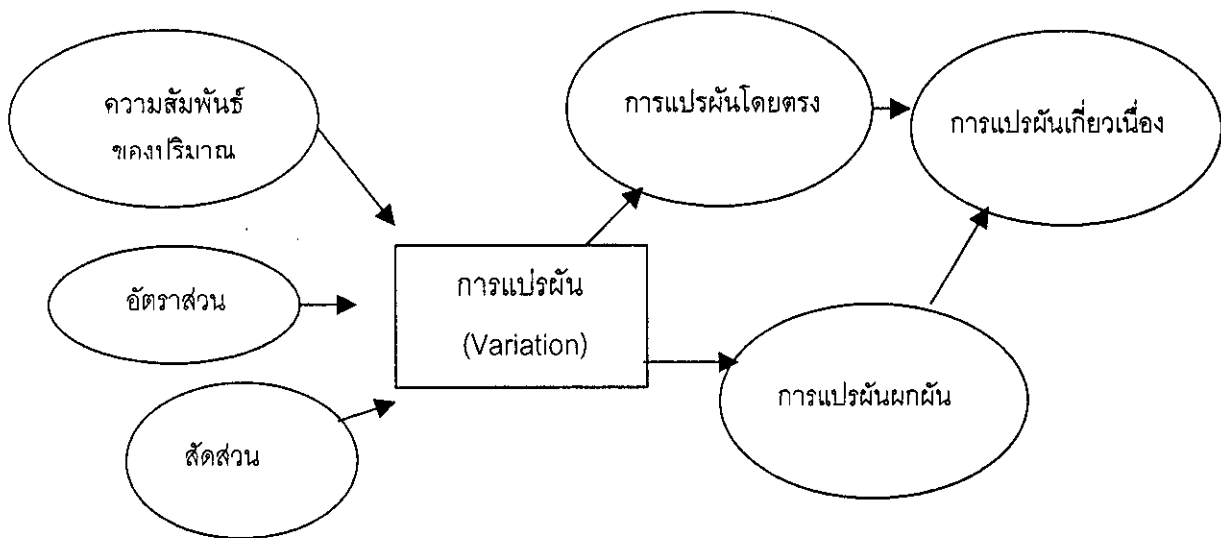 ความสัมพันธ์
ของปริมาณ
การแปรผันโดยตรง
การแปรผันเกี่ยวเนื่อง
อัตราส่วน
การแปรผัน
(Variation)
การแปรผันผกผัน
สัดส่วน